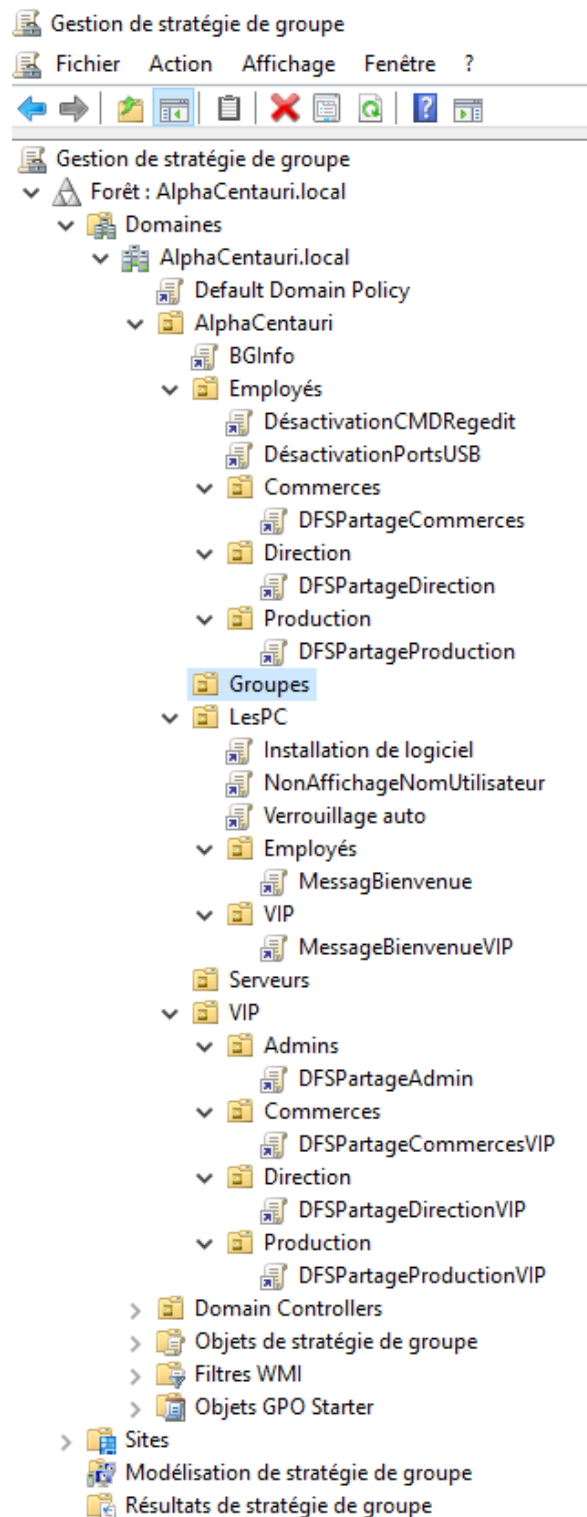 Gestion de stratégie de groupe
Fichier Action Affichage Fenêtre ?
Gestion de stratégie de groupe
Forêt : AlphaCentauri.local
Domaines
AlphaCentauri.local
Default Domain Policy
AlphaCentauri
BGInfo
Employés
DésactivationCMDRegedit
DésactivationPortsUSB
Commerces
DFSPartageCommerces
Direction
DFSPartageDirection
Production
DFSPartageProduction
Groupes
LesPC
Installation de logiciel
NonAffichageNomUtilisateur
Verrouillage auto
Employés
MessagBienvenue
VIP
MessageBienvenueVIP
Serveurs
VIP
Admins
DFSPartageAdmin
Commerces
DFSPartageCommercesVIP
Direction
DFSPartageDirectionVIP
Production
DFSPartageProductionVIP
Domain Controllers
Objets de stratégie de groupe
Filtres WMI
Objets GPO Starter
Sites
Modélisation de stratégie de groupe
Résultats de stratégie de groupe